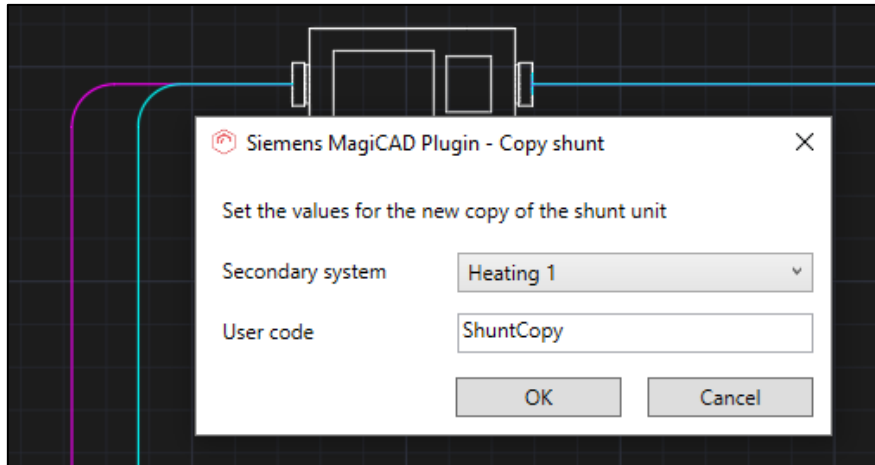 Siemens MagiCAD Plugin - Copy shunt
Set the values for the new copy of the shunt unit
Secondary system Heating 1
User code ShuntCopy
OK Cancel